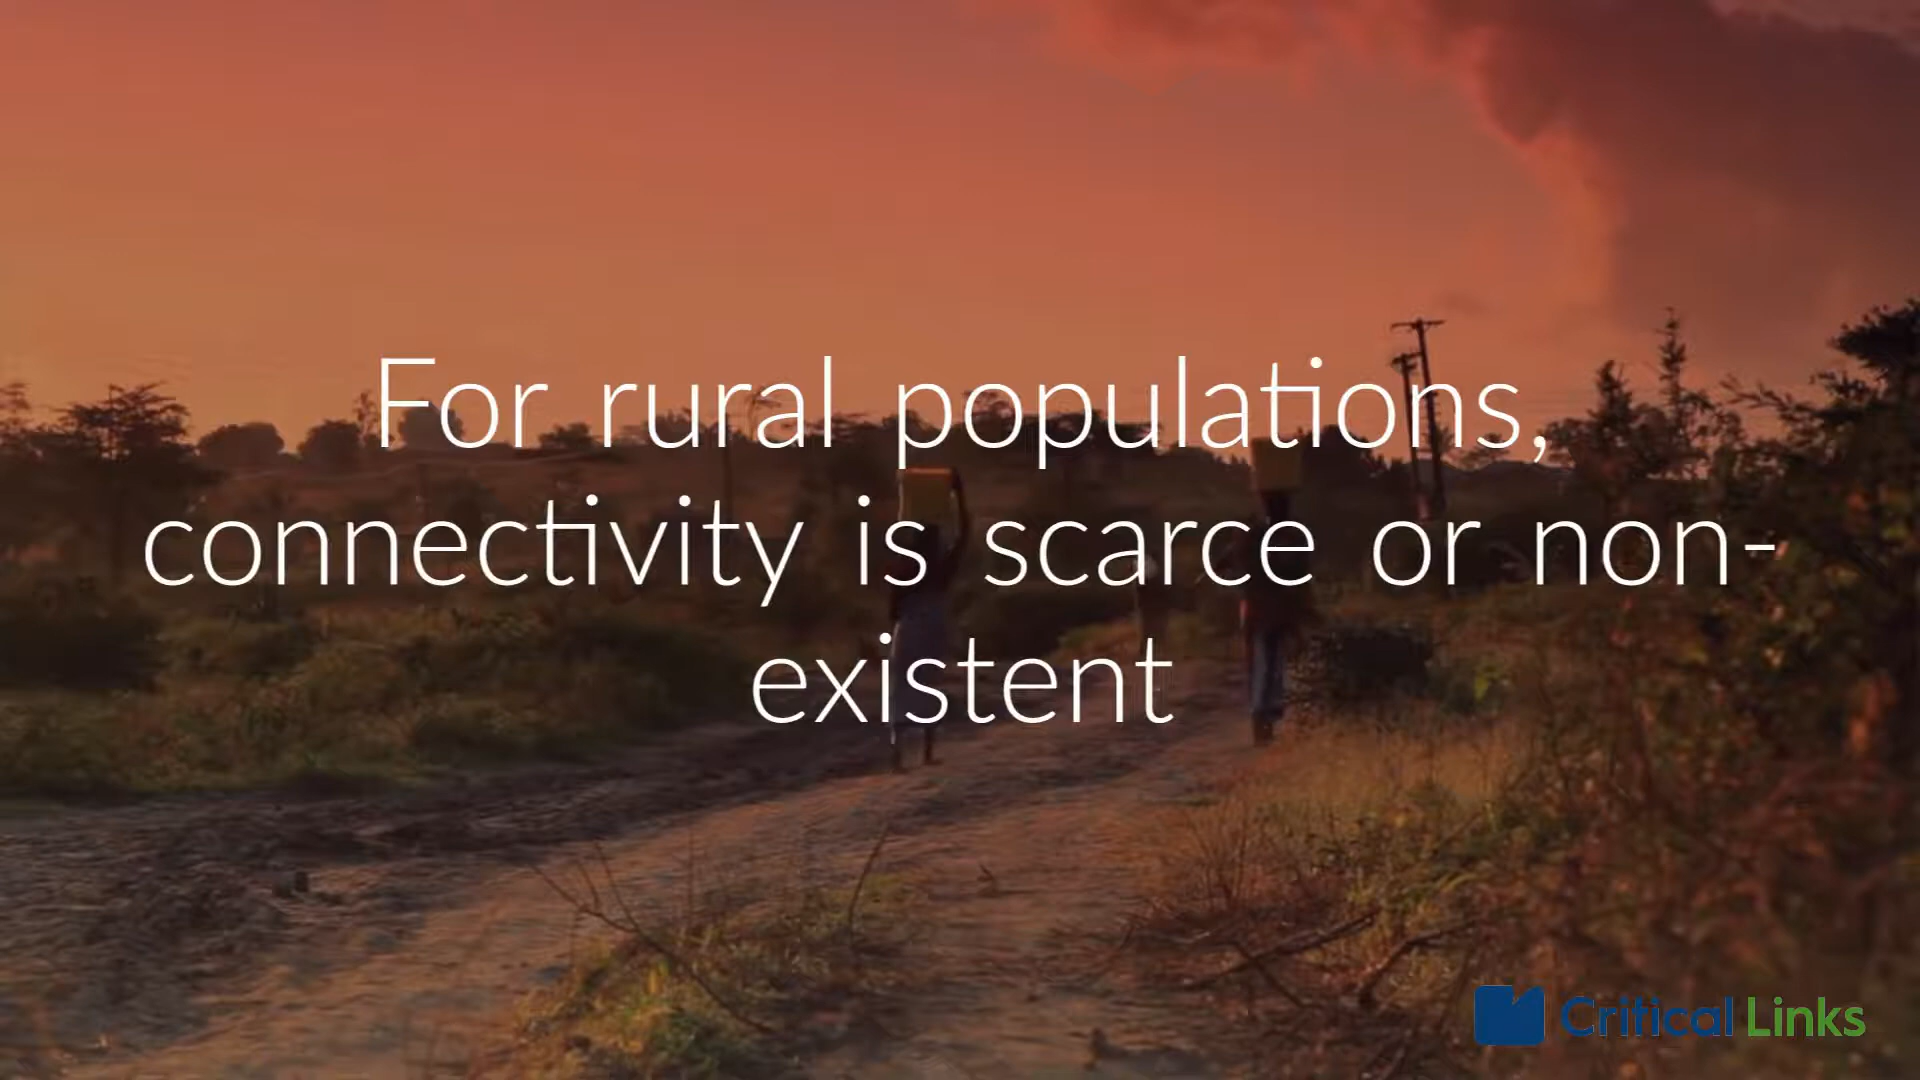 For rural populations,
connectivity is scarce or non-
existent
Critical Links